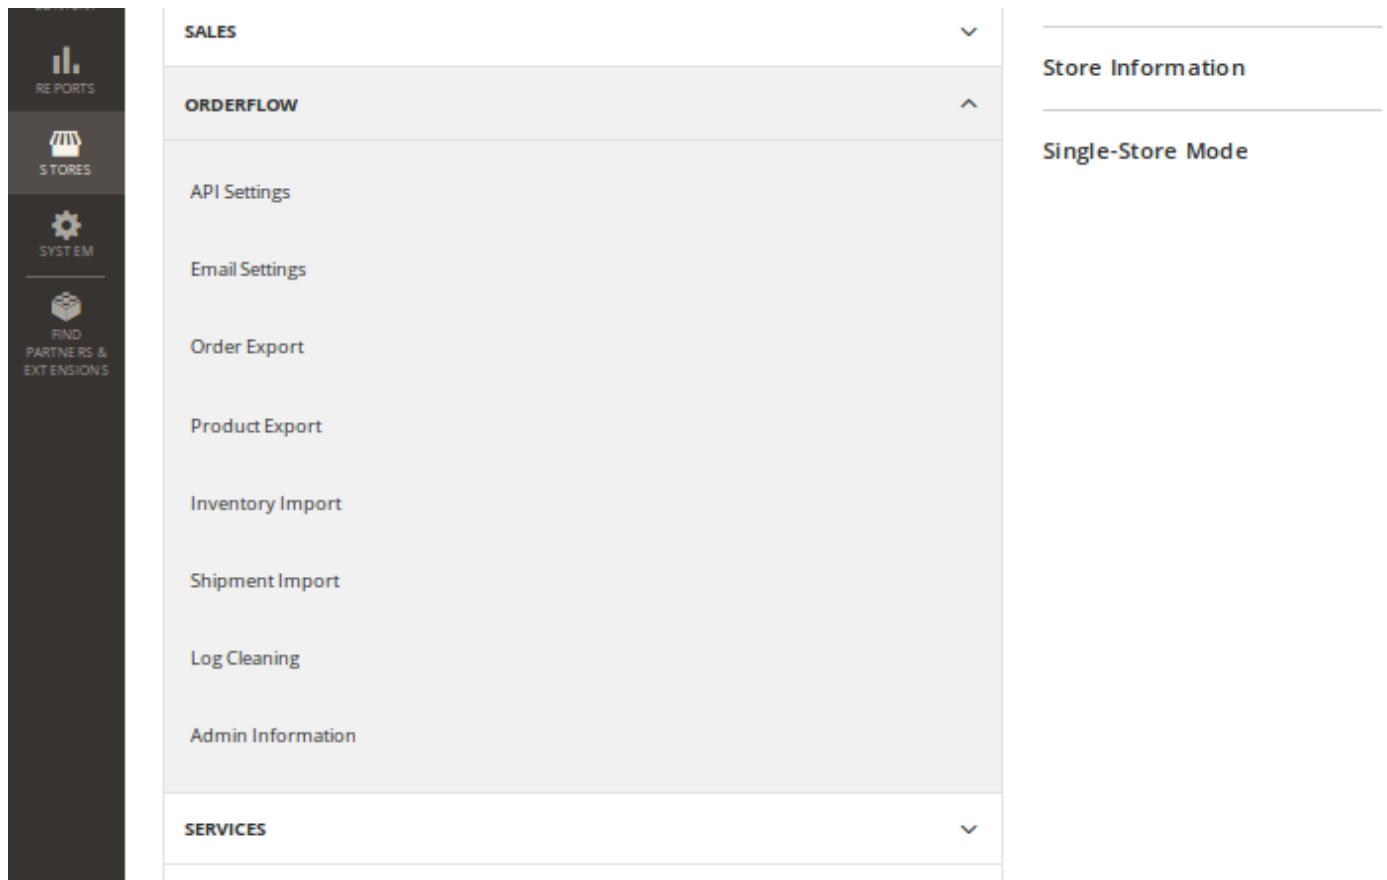 REPORTS
STORES
SYSTEM
FIND
PARTNERS &
EXTENSIONS
SALES
ORDERFLOW
API Settings
Email Settings
Order Export
Product Export
Inventory Import
Shipment Import
Log Cleaning
Admin Information
SERVICES
Store Information
Single-Store Mode